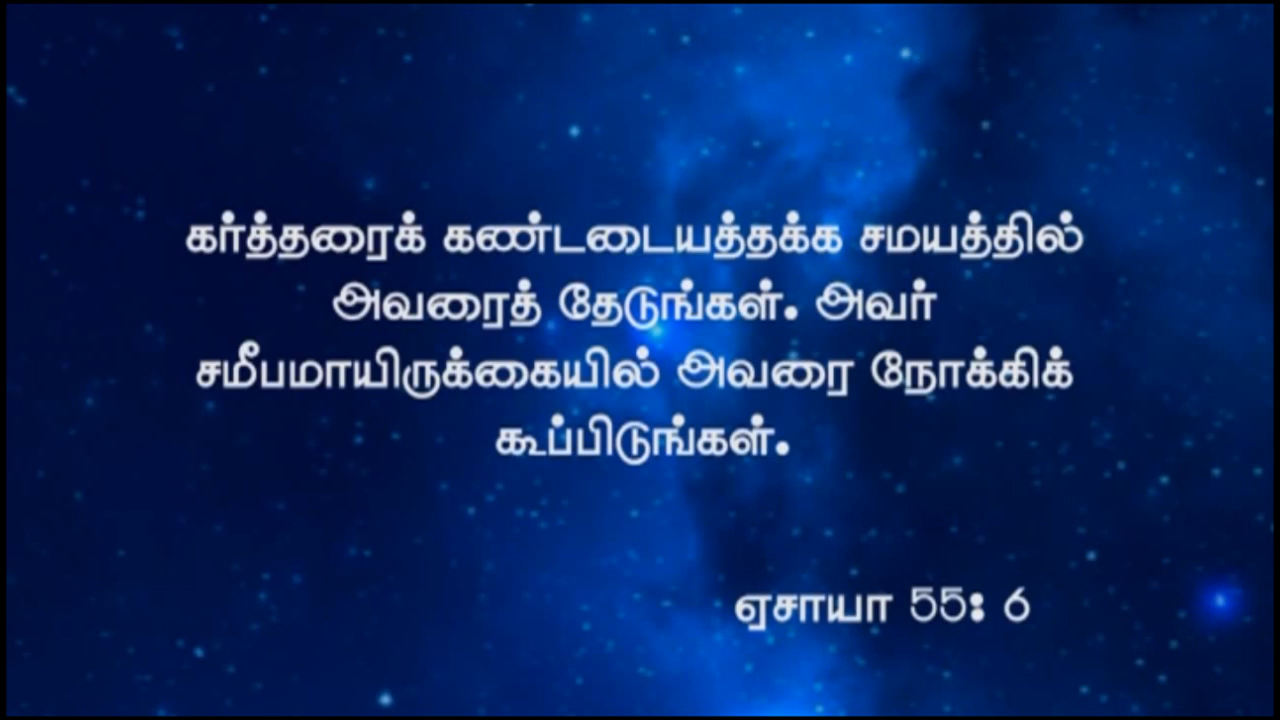 கர்த்தரைக் கண்டடையத்தக்க சமயத்தில்
அவரைத் தேடுங்கள். அவர்
சமீபமாயிருக்கையில் அவரை நோக்கிக்
கூப்பிடுங்கள்.
ஏசாயா 55: 6